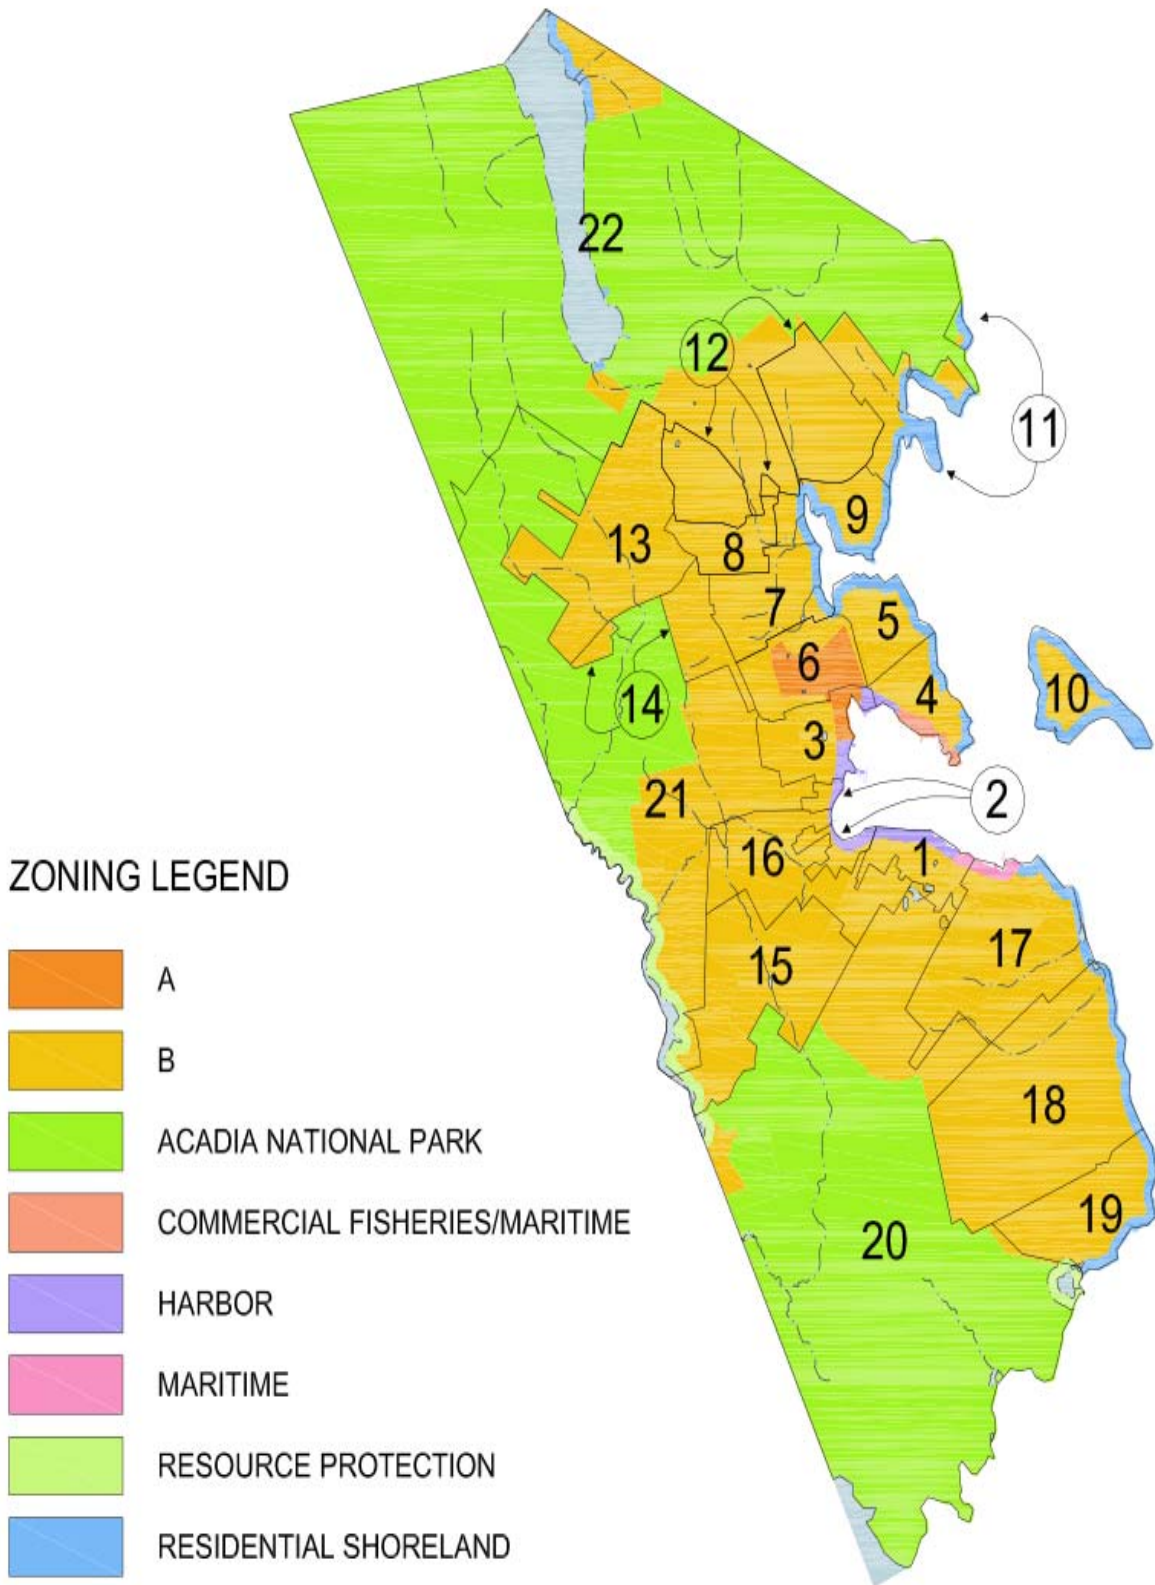 22
12
11
9
13
8
7
5
6
10
14
4
3
2
21
16
1
ZONING LEGEND
17
15
A
B
18
ACADIA NATIONAL PARK
19
COMMERCIAL FISHERIES/MARITIME
20
HARBOR
MARITIME
RESOURCE PROTECTION
RESIDENTIAL SHORELAND